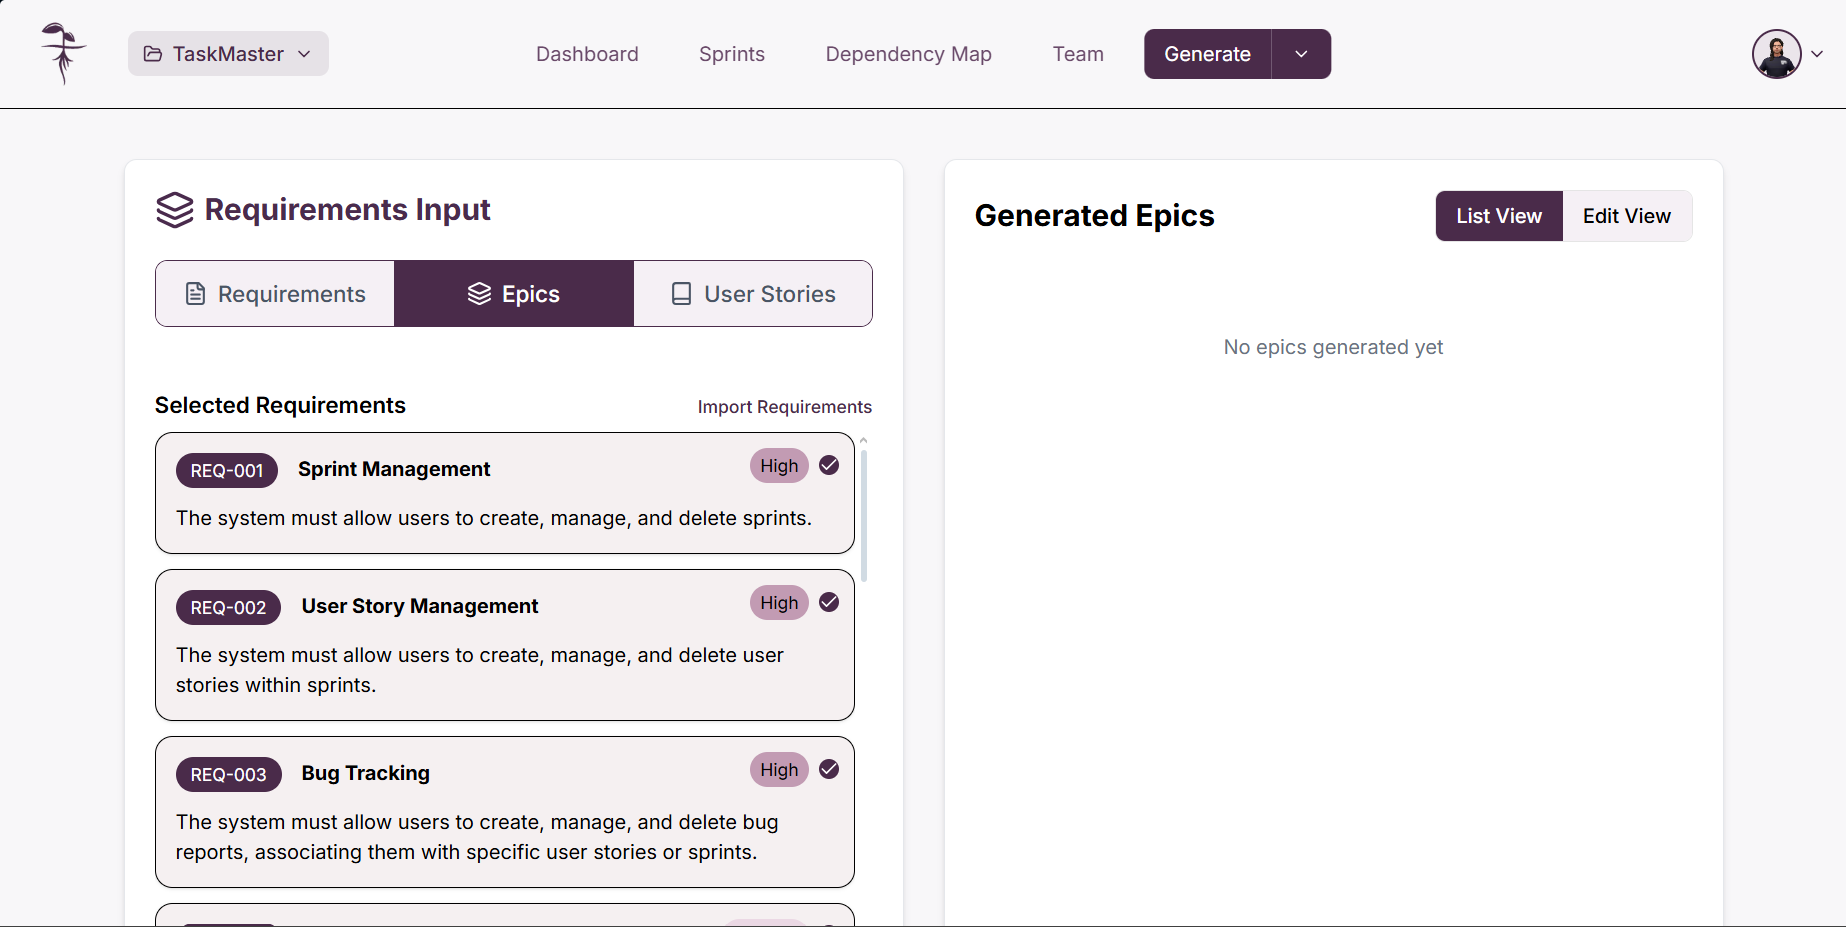 TaskMaster
Dashboard
Sprints
Dependency Map
Team
Generate
Requirements Input
Requirements
Epics
User Stories
Selected Requirements
Import Requirements
REQ-001
Sprint Management
High
The system must allow users to create, manage, and delete sprints.
REQ-002
User Story Management
High
The system must allow users to create, manage, and delete user
stories within sprints.
REQ-003
Bug Tracking
High
The system must allow users to create, manage, and delete bug
reports, associating them with specific user stories or sprints.
Generated Epics
List View
Edit View
No epics generated yet